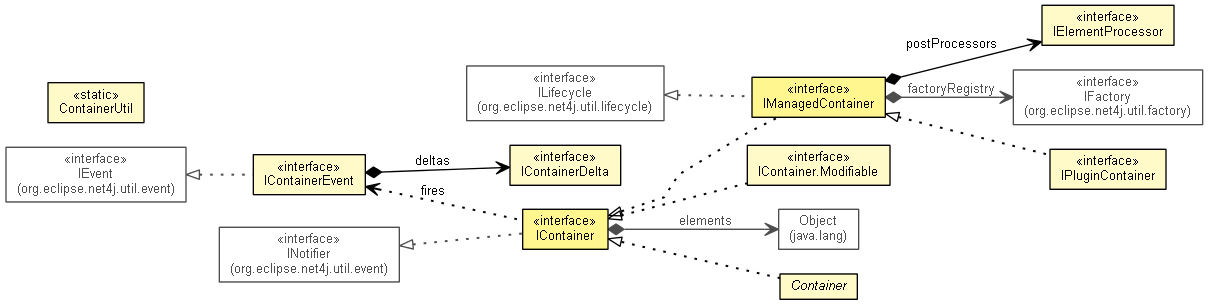 «interface»
IElementProcessor
postProcessors
«interface»
ILifecycle
(org.eclipse.net4j.util.lifecycle)
«interface»
IManagedContainer
factoryRegistry
«interface»
IFactory
(org.eclipse.net4j.util.factory)
«static»
ContainerUtil
«interface»
IEvent
(org.eclipse.net4j.util.event)
«interface»
IContainerEvent
deltas
«interface»
IContainerDelta
«interface»
IContainer.Modifiable
«interface»
IPluginContainer
fires
«interface»
INotifier
(org.eclipse.net4j.util.event)
«interface»
IContainer
elements
Object
(java.lang)
Container